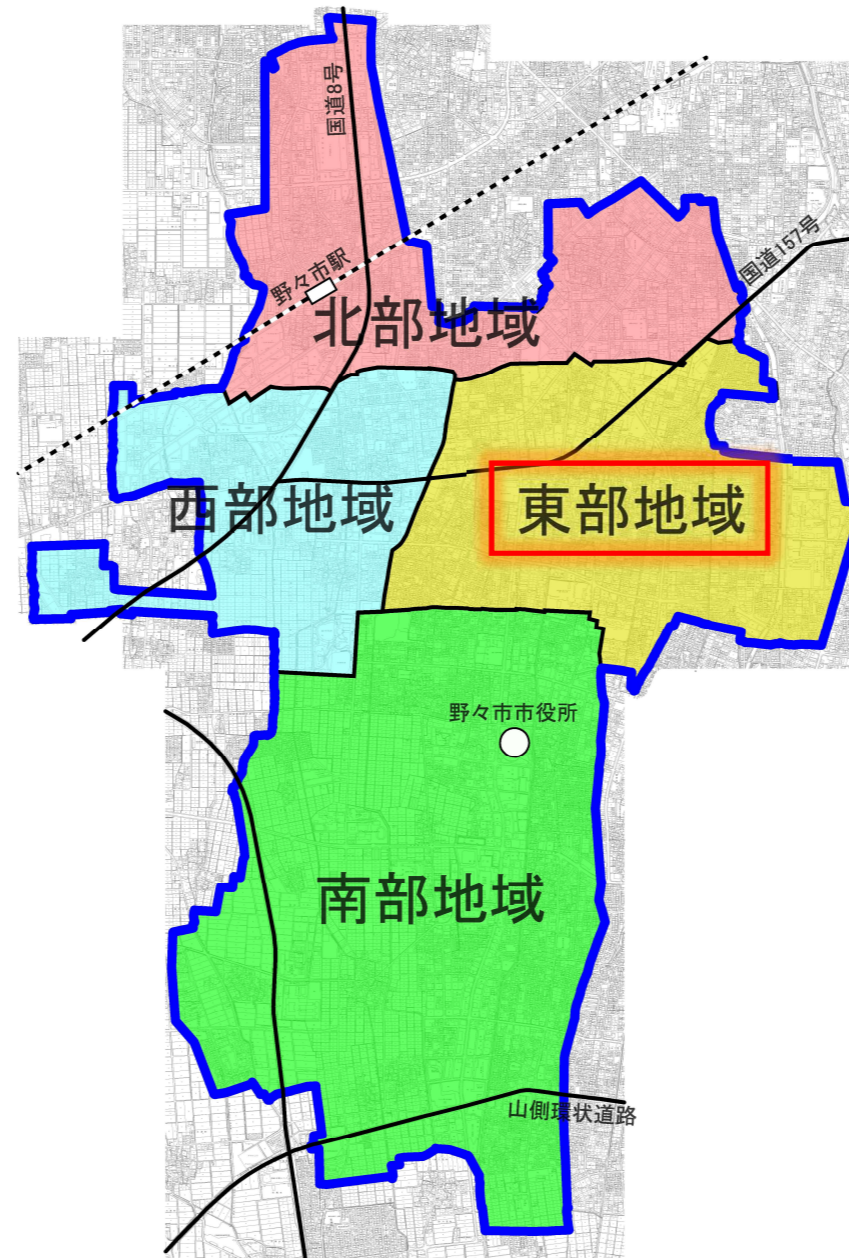 国道8号
国道157号
野々市駅
北部地域
西部地域
東部地域
野々市市役所
南部地域
山側環状道路